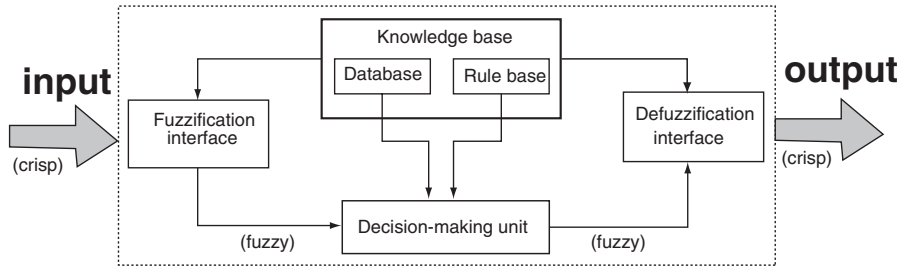 Knowledge base
Database
Rule base
input
output
Fuzzification
interface
Defuzzification
interface
(crisp)
(crisp)
Decision-making unit
(fuzzy)
(fuzzy)